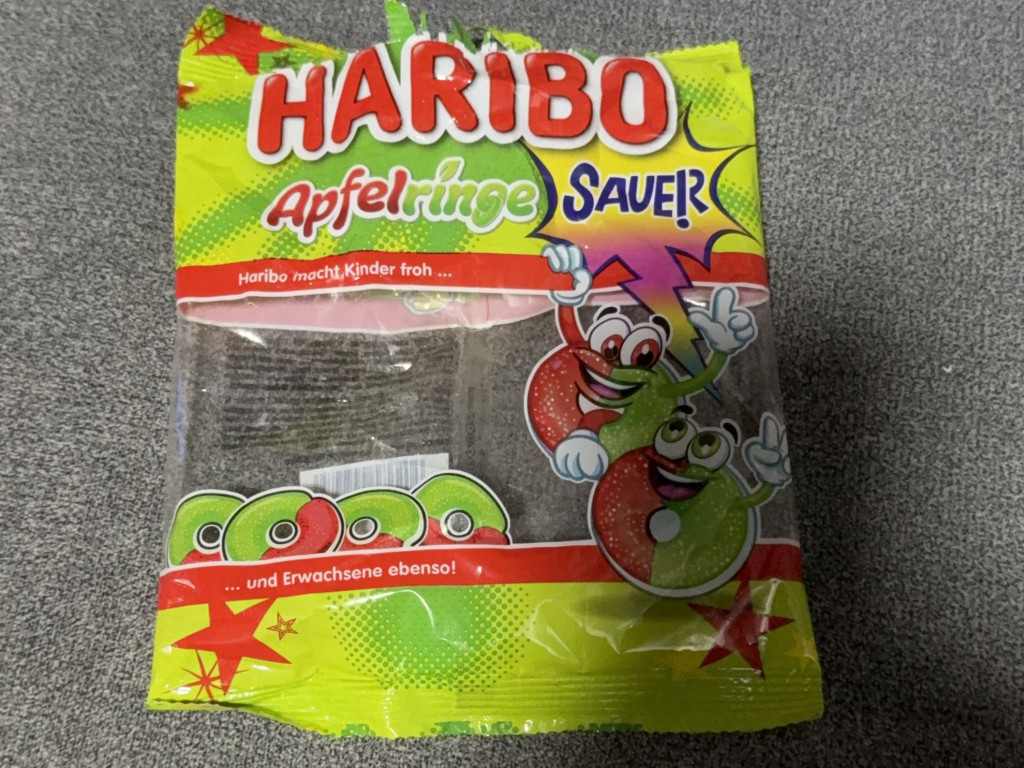 HARIBO
Apfelringe SAUER
Haribo macht Kinder froh ...
... und Erwachsene ebenso!